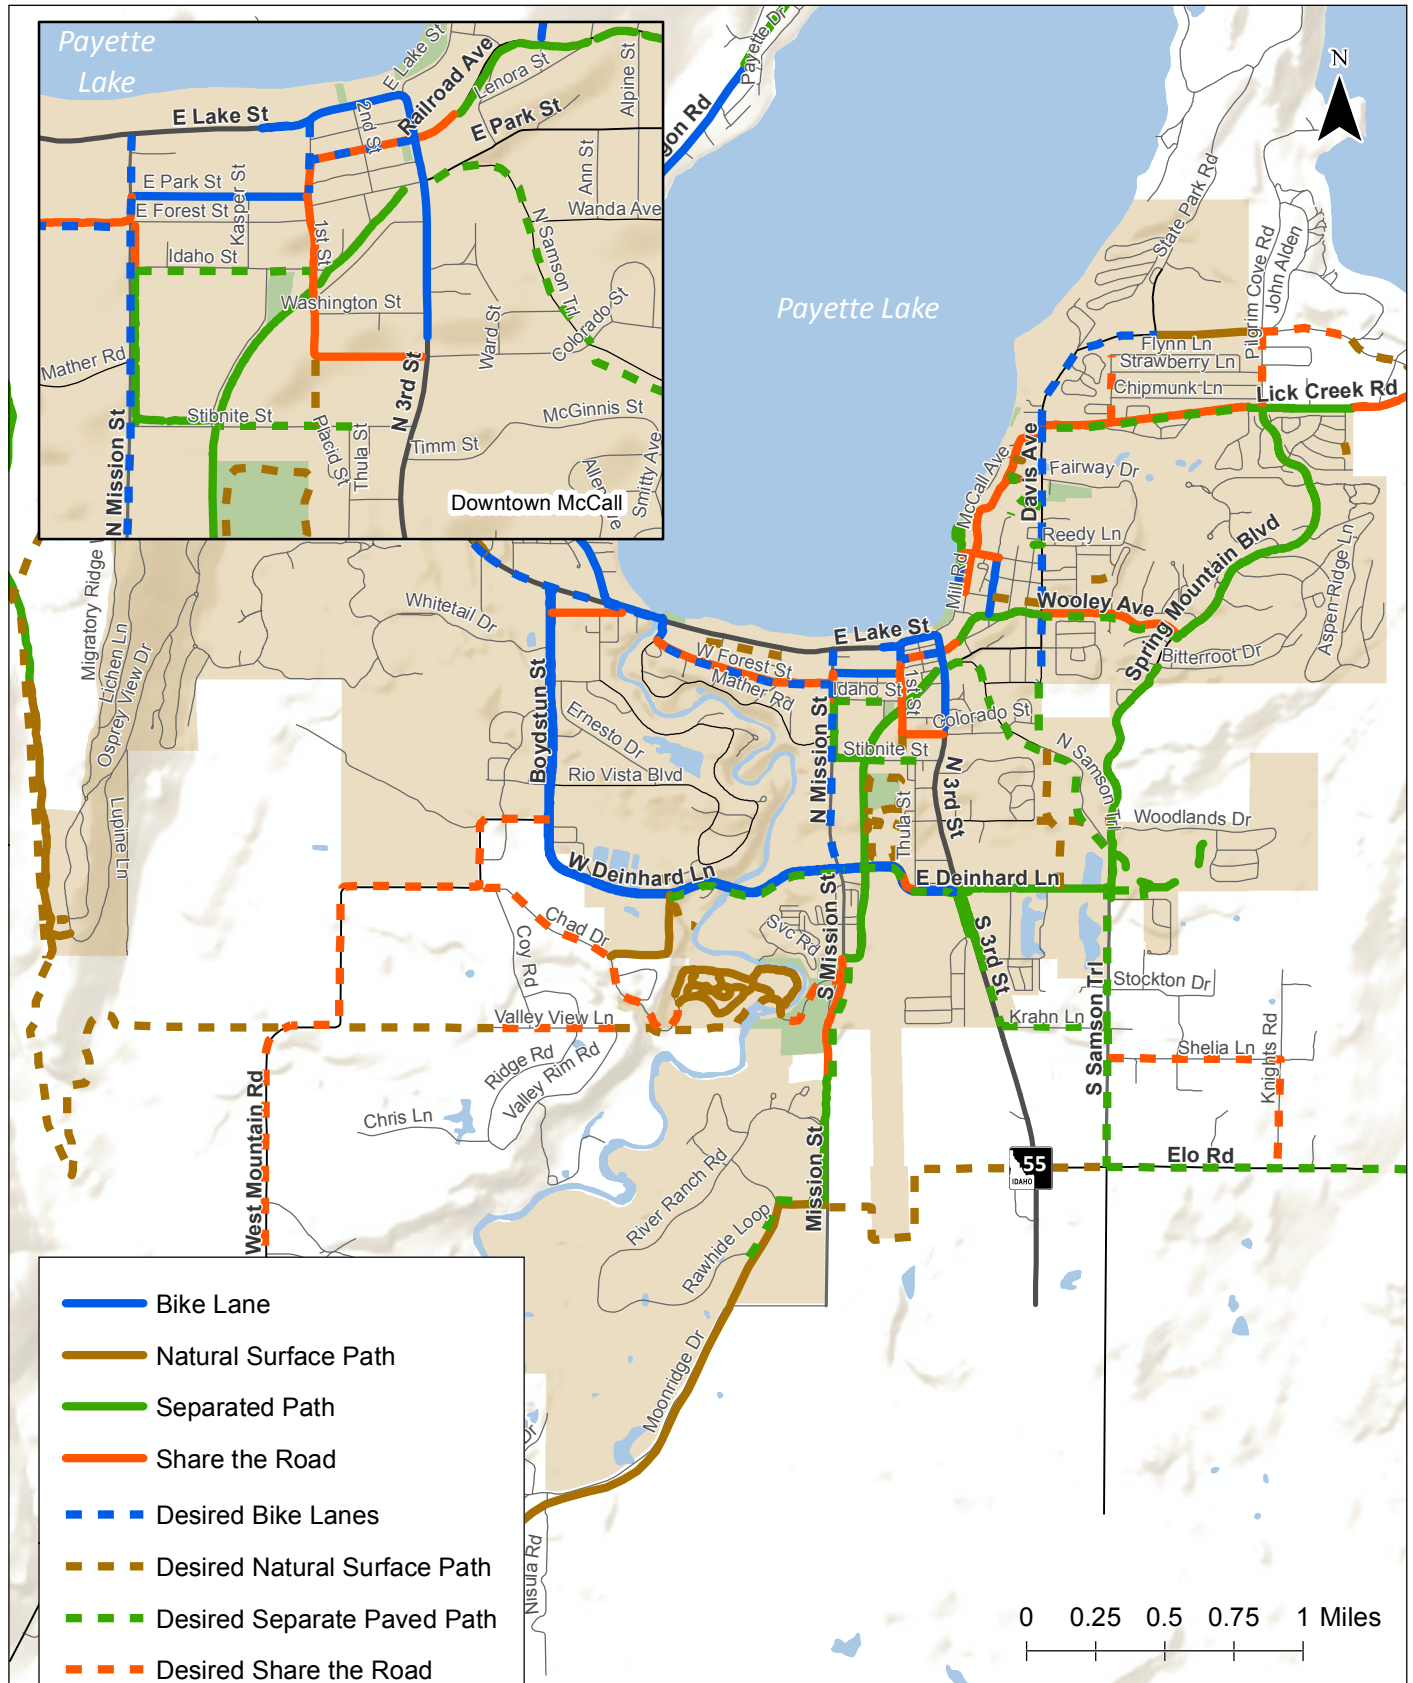 Payette
Lake
E Lake St
E Lake St
2nd St
Railroad Ave
Lenora St
Alpine St
E Park St
E Park St
Kasper St
E Forest St
Ann St
Wanda Ave
1st St
Idaho St
N Samson Trl
Washington St
Ward St
Colorado St
Mather Rd
N 3rd St
Stibnite St
Placid St
Thula St
McGinnis St
Timm St
Smitty Ave
N Mission St
Downtown McCall
Payette Dr
gon Rd
N
State Park Rd
Pilgrim Cove Rd
John Alden
Payette Lake
Flynn Ln
Strawberry Ln
Chipmunk Ln
Lick Creek Rd
McCall Ave
Davis Ave
Fairway Dr
Reedy Ln
Spring Mountain Blvd
Aspen Ridge Ln
Mill Rd
Wooley Ave
Bitterroot Dr
Migratory Ridge
Lichen Ln
Osprey View Dr
Lupine Ln
Whitetail Dr
E Lake St
W Forest St
Mather Rd
Idaho St
1st St
Colorado St
Boydstun St
Ernesto Dr
Rio Vista Blvd
N Mission St
Stibnite St
Thula St
N 3rd St
N Samson Trl
Woodlands Dr
W Deinhard Ln
E Deinhard Ln
Chad Dr
Coy Rd
Svc Rd
S Mission St
S 3rd St
S Samson Trl
Stockton Dr
Valley View Ln
Krahn Ln
Shelia Ln
Knights Rd
Ridge Rd
Valley Rim Rd
West Mountain Rd
Chris Ln
Mission St
River Ranch Rd
Rawhide Loop
55
IDAHO
Elo Rd
Moonridge Dr
Dr
Nisula Rd
Bike Lane
Natural Surface Path
Separated Path
Share the Road
Desired Bike Lanes
Desired Natural Surface Path
Desired Separate Paved Path
Desired Share the Road
0 0.25 0.5 0.75 1 Miles